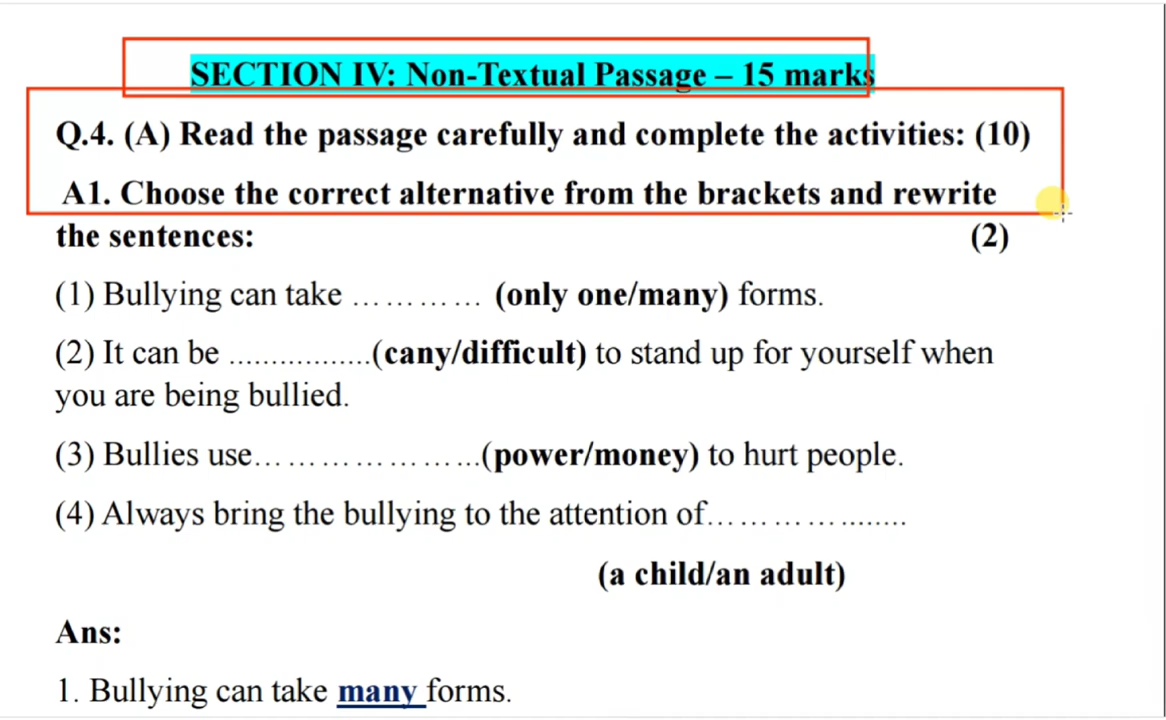 SECTION IV: Non-Textual Passage – 15 marks
Q.4. (A) Read the passage carefully and complete the activities: (10)
A1. Choose the correct alternative from the brackets and rewrite
the sentences: (2)
(1) Bullying can take ………… (only one/many) forms.
(2) It can be .................(cany/difficult) to stand up for yourself when
you are being bullied.
(3) Bullies use…………………..(power/money) to hurt people.
(4) Always bring the bullying to the attention of…………........
(a child/an adult)
Ans:
1. Bullying can take many forms.